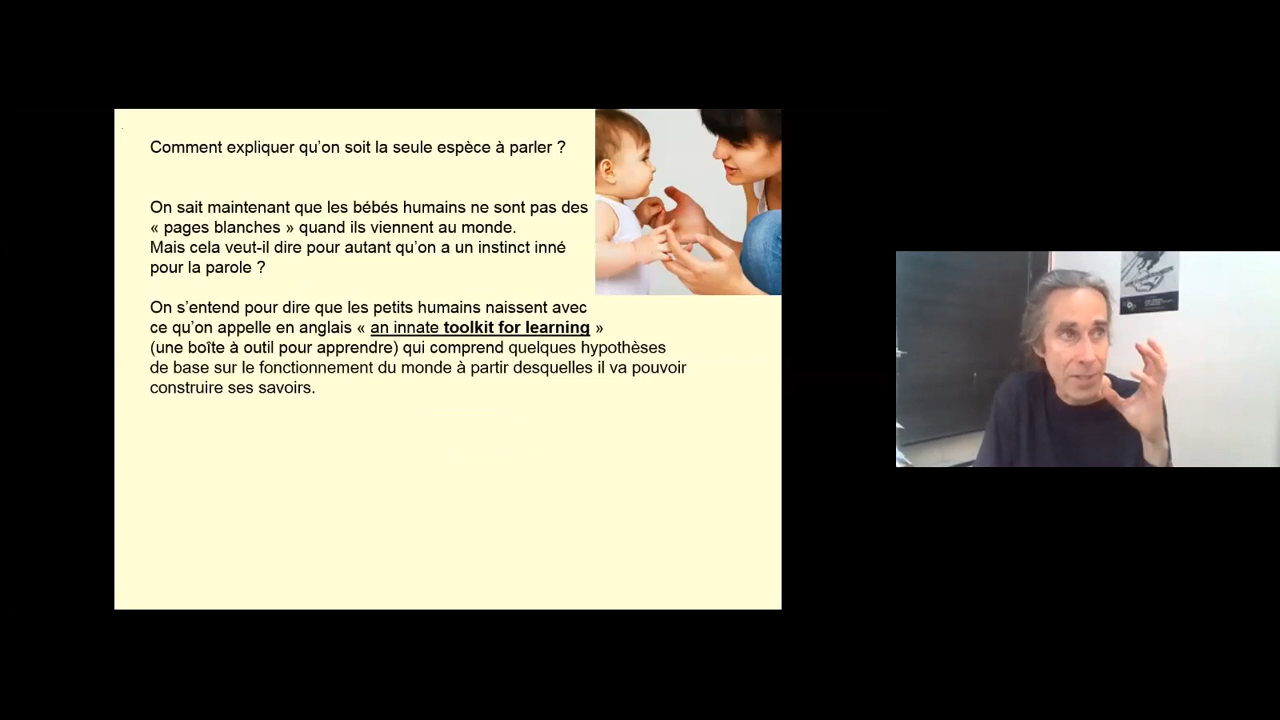 Comment expliquer qu’on soit la seule espèce à parler ?
On sait maintenant que les bébés humains ne sont pas des
« pages blanches » quand ils viennent au monde.
Mais cela veut-il dire pour autant qu’on a un instinct inné
pour la parole ?
On s’entend pour dire que les petits humains naissent avec
ce qu’on appelle en anglais « an innate toolkit for learning »
(une boîte à outil pour apprendre) qui comprend quelques hypothèses
de base sur le fonctionnement du monde à partir desquelles il va pouvoir
construire ses savoirs.